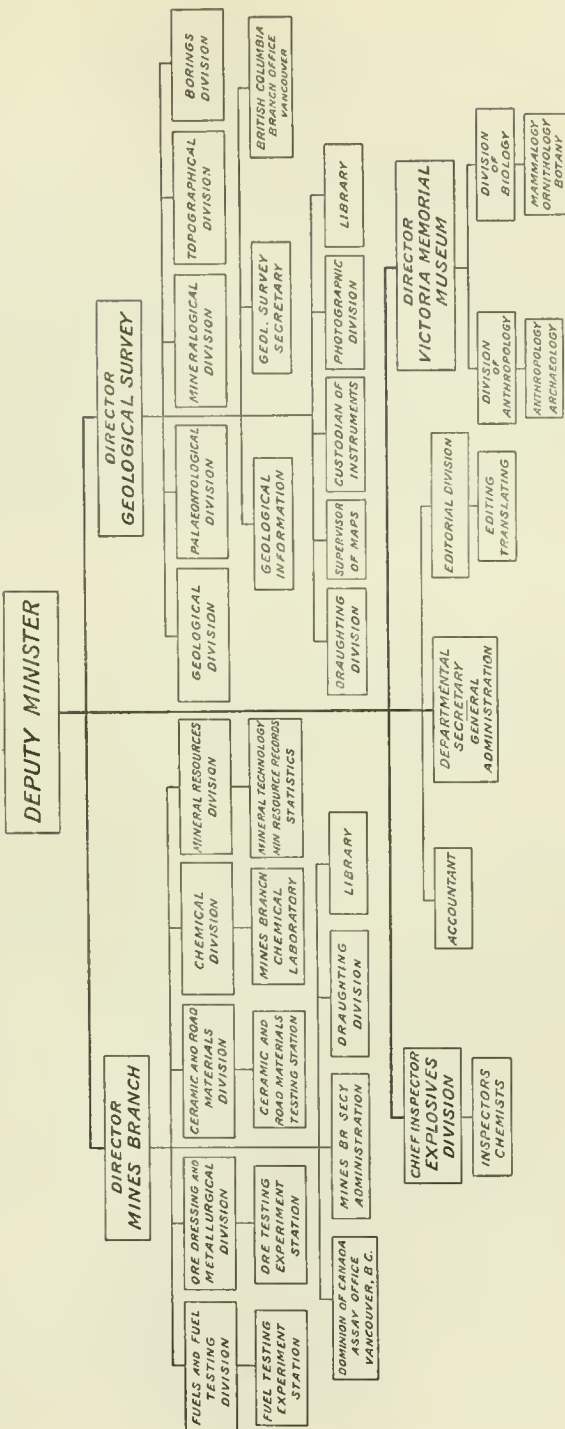 DEPUTY MINISTER
DIRECTOR
MINES BRANCH
FUELS AND FUEL
TESTING
DIVISION
FUEL TESTING
EXPERIMENT
STATION
ORE DRESSING AND
METALLURGICAL
DIVISION
ORE TESTING
EXPERIMENT
STATION
CERAMIC AND ROAD
MATERIALS
DIVISION
CERAMIC AND
ROAD MATERIALS
TESTING STATION
CHEMICAL
DIVISION
MINES BRANCH
CHEMICAL
LABORATORY
MINERAL RESOURCES
DIVISION
MINERAL TECHNOLOGY
MIN RESOURCE RECORDS
STATISTICS
DOMINION OF CANADA
ASSAY OFFICE
VANCOUVER, B C.
MINES BR SECY
ADMINISTRATION
DRAUGHTING
DIVISION
LIBRARY
DIRECTOR
GEOLOGICAL SURVEY
GEOLOGICAL
DIVISION
PALAEONTOLOGICAL
DIVISION
MINERALOGICAL
DIVISION
TOPOGRAPHICAL
DIVISION
BORINGS
DIVISION
GEOLOGICAL
INFORMATION
GEOL. SURVEY
SECRETARY
BRITISH COLUMBIA
BRANCH OFFICE
VANCOUVER
DRAUGHTING
DIVISION
SUPERVISOR
OF MAPS
CUSTODIAN OF
INSTRUMENTS
PHOTOGRAPHIC
DIVISION
LIBRARY
CHIEF INSPECTOR
EXPLOSIVES
DIVISION
INSPECTORS
CHEMISTS
ACCOUNTANT
DEPARTMENTAL
SECRETARY
GENERAL
ADMINISTRATION
EDITORIAL DIVISION
EDITING
TRANSLATING
DIRECTOR
VICTORIA MEMORIAL
MUSEUM
DIVISION
OF
ANTHROPOLOGY
ANTHROPOLOGY
ARCHAEOLOGY
DIVISION
OF
BIOLOGY
MAMMALOGY
ORNITHOLOGY
BOTANY